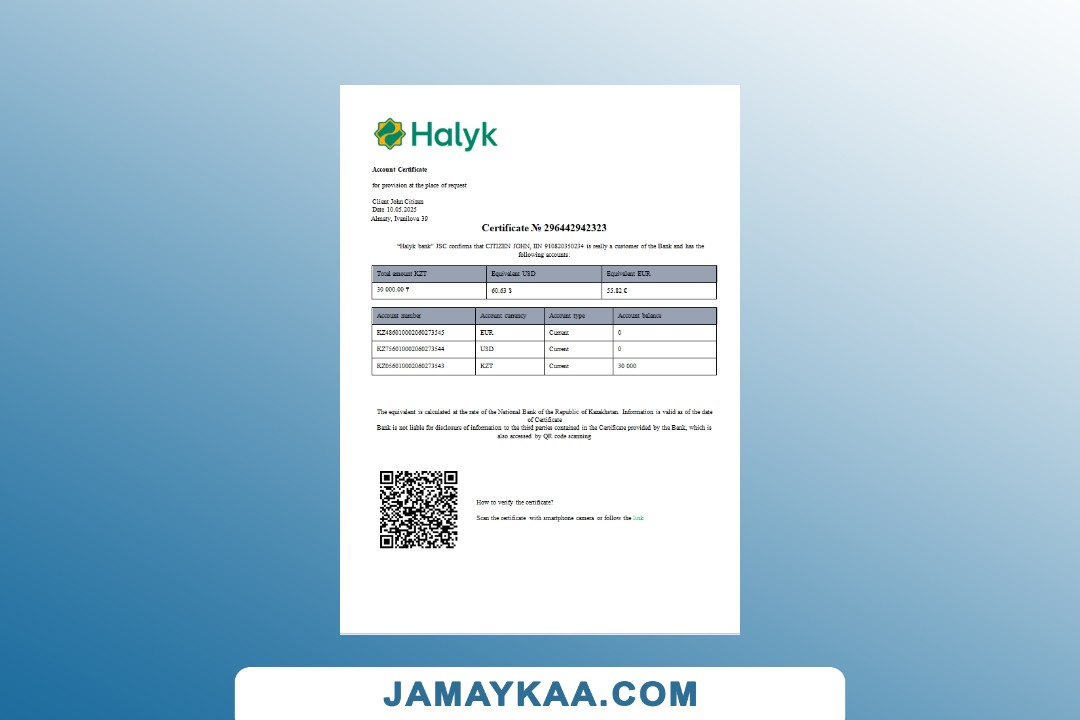 Halyk
Account Certificate
for provision at the place of request
Client John Citizen
Date 10.05.2025
Almaty, Ivanilova 39
Certificate № 296442942323
"Halyk bank" JSC confirms that CITIZEN JOHN, IIN 910820350234 is really a customer of the Bank and has the
following accounts:
Total amount KZT Equivalent USD Equivalent EUR
30 000.00 ₸ 60.63 $ 55.82 €
Account number Account currency Account type Account balance
KZ486010002060273545 EUR Current 0
KZ756010002060273544 USD Current 0
KZ056010002060273543 KZT Current 30 000
The equivalent is calculated at the rate of the National Bank of the Republic of Kazakhstan. Information is valid as of the date
of Certificate
Bank is not liable for disclosure of information to the third parties contained in the Certificate provided by the Bank, which is
also accessed by QR code scanning
How to verify the certificate?
Scan the certificate with smartphone camera or follow the link
JAMAYKAA.COM